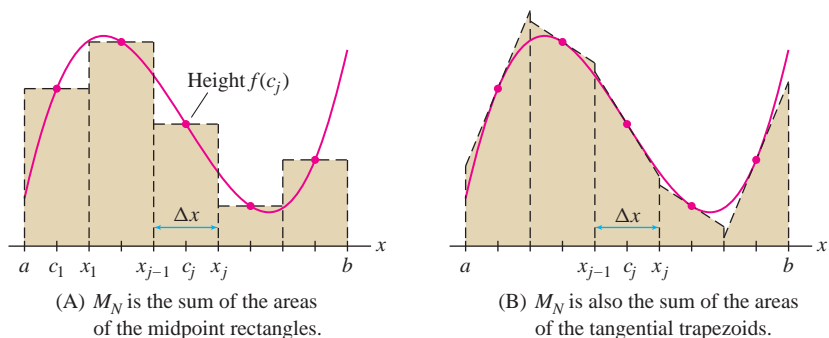 Height f(c_j)
Δx
x
a c_1 x_1 x_{j−1} c_j x_j b
(A) M_N is the sum of the areas
of the midpoint rectangles.
Δx
x
a x_{j−1} c_j x_j b
(B) M_N is also the sum of the areas
of the tangential trapezoids.